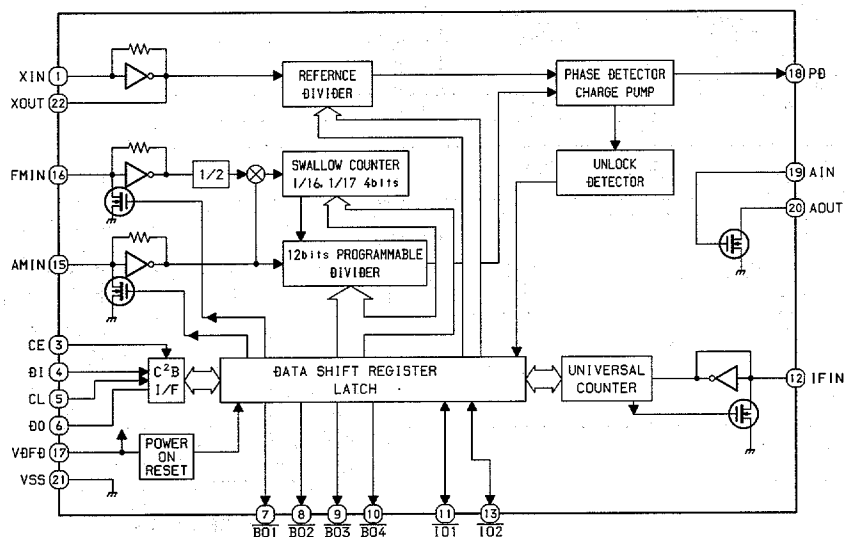 XIN 1
XOUT 22
REFERNCE
DIVIDER
PHASE DETECTOR
CHARGE PUMP
18 PD
FMIN 16
1/2
SWALLOW COUNTER
1/16, 1/17 4bits
UNLOCK
DETECTOR
19 AIN
20 AOUT
AMIN 15
12bits PROGRAMMABLE
DIVIDER
CE 3
DI 4
CL 5
DO 6
C²B
I/F
DATA SHIFT REGISTER
LATCH
UNIVERSAL
COUNTER
12 IFIN
VDFD 17
POWER
ON
RESET
VSS 21
7 8 9 10 11 13
BO1 BO2 BO3 BO4 IO1 IO2